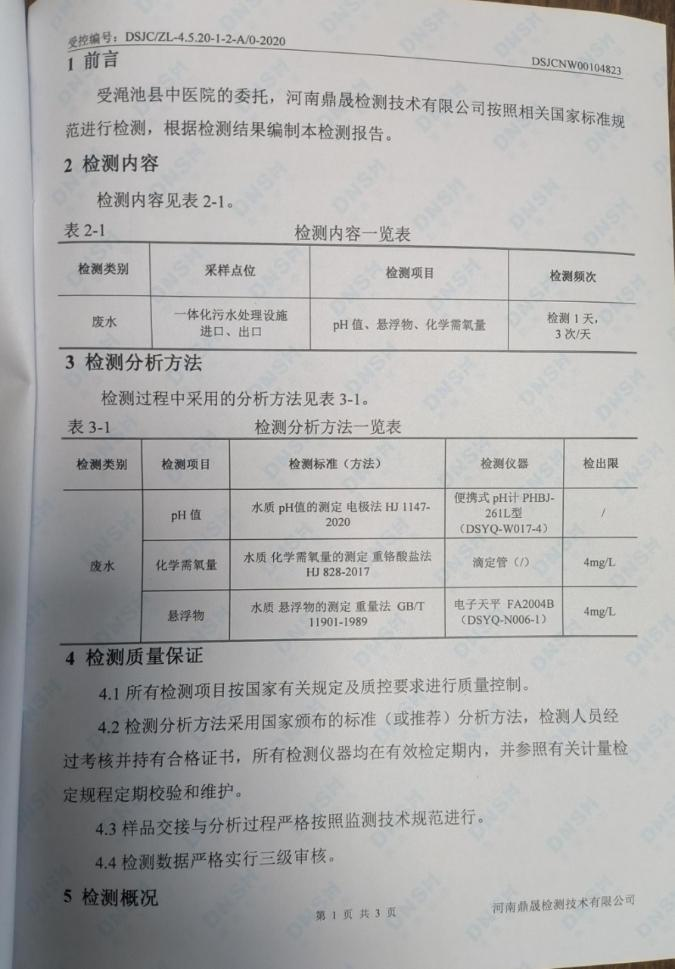 受控编号：DSJC/ZL-4.5.20-1-2-A/0-2020
DSJCNW00104823
1 前言
受渑池县中医院的委托，河南鼎晟检测技术有限公司按照相关国家标准规
范进行检测，根据检测结果编制本检测报告。
2 检测内容
检测内容见表 2-1。
表 2-1 检测内容一览表
检测类别 采样点位 检测项目 检测频次
废水 一体化污水处理设施 pH 值、悬浮物、化学需氧量 检测 1 天，
进口、出口 3 次/天
3 检测分析方法
检测过程中采用的分析方法见表 3-1。
表 3-1 检测分析方法一览表
检测类别 检测项目 检测标准（方法） 检测仪器 检出限
废水
pH 值 水质 pH值的测定 电极法 HJ 1147-
2020
便携式 pH计 PHBJ-
261L型
（DSYQ-W017-4）
/
化学需氧量 水质 化学需氧量的测定 重铬酸盐法
HJ 828-2017
滴定管（/） 4mg/L
悬浮物 水质 悬浮物的测定 重量法 GB/T
11901-1989
电子天平 FA2004B
（DSYQ-N006-1）
4mg/L
4 检测质量保证
4.1 所有检测项目按国家有关规定及质控要求进行质量控制。
4.2 检测分析方法采用国家颁布的标准（或推荐）分析方法，检测人员经
过考核并持有合格证书，所有检测仪器均在有效检定期内，并参照有关计量检
定规程定期校验和维护。
4.3 样品交接与分析过程严格按照监测技术规范进行。
4.4 检测数据严格实行三级审核。
5 检测概况
第 1 页 共 3 页
河南鼎晟检测技术有限公司
DNSH